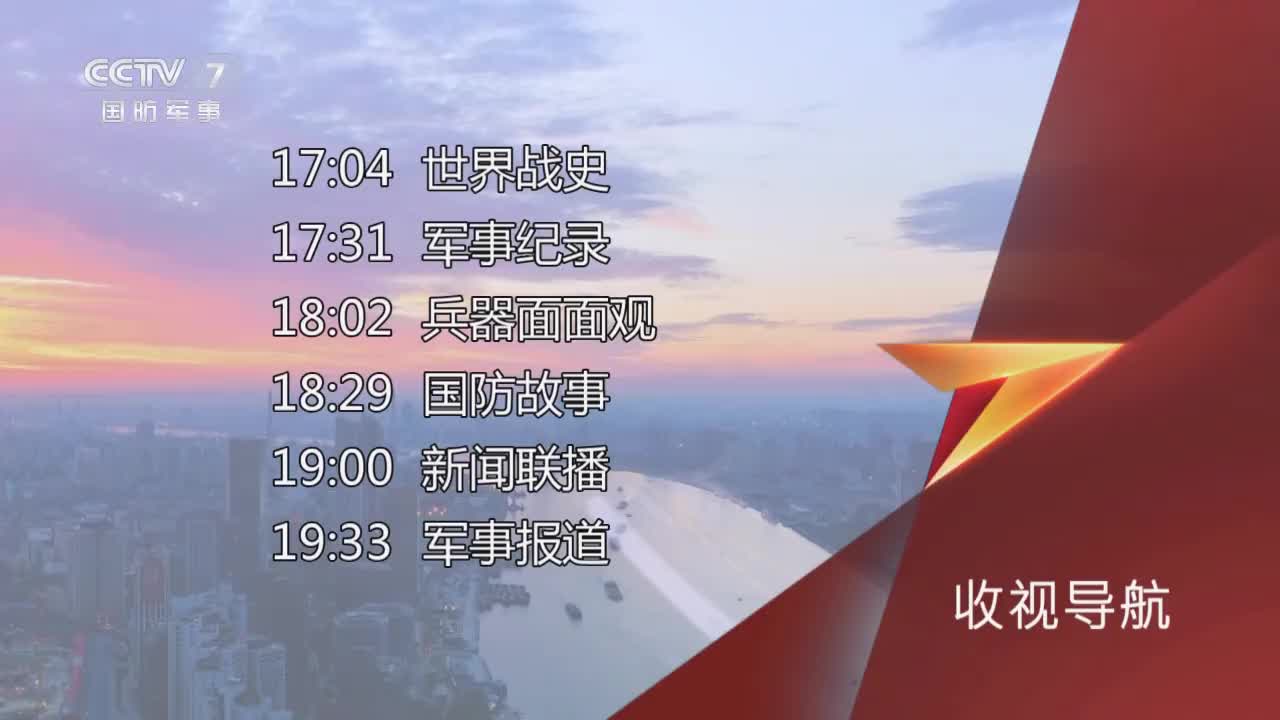 CCTV 7
国防军事
17:04 世界战史
17:31 军事纪录
18:02 兵器面面观
18:29 国防故事
19:00 新闻联播
19:33 军事报道
收视导航